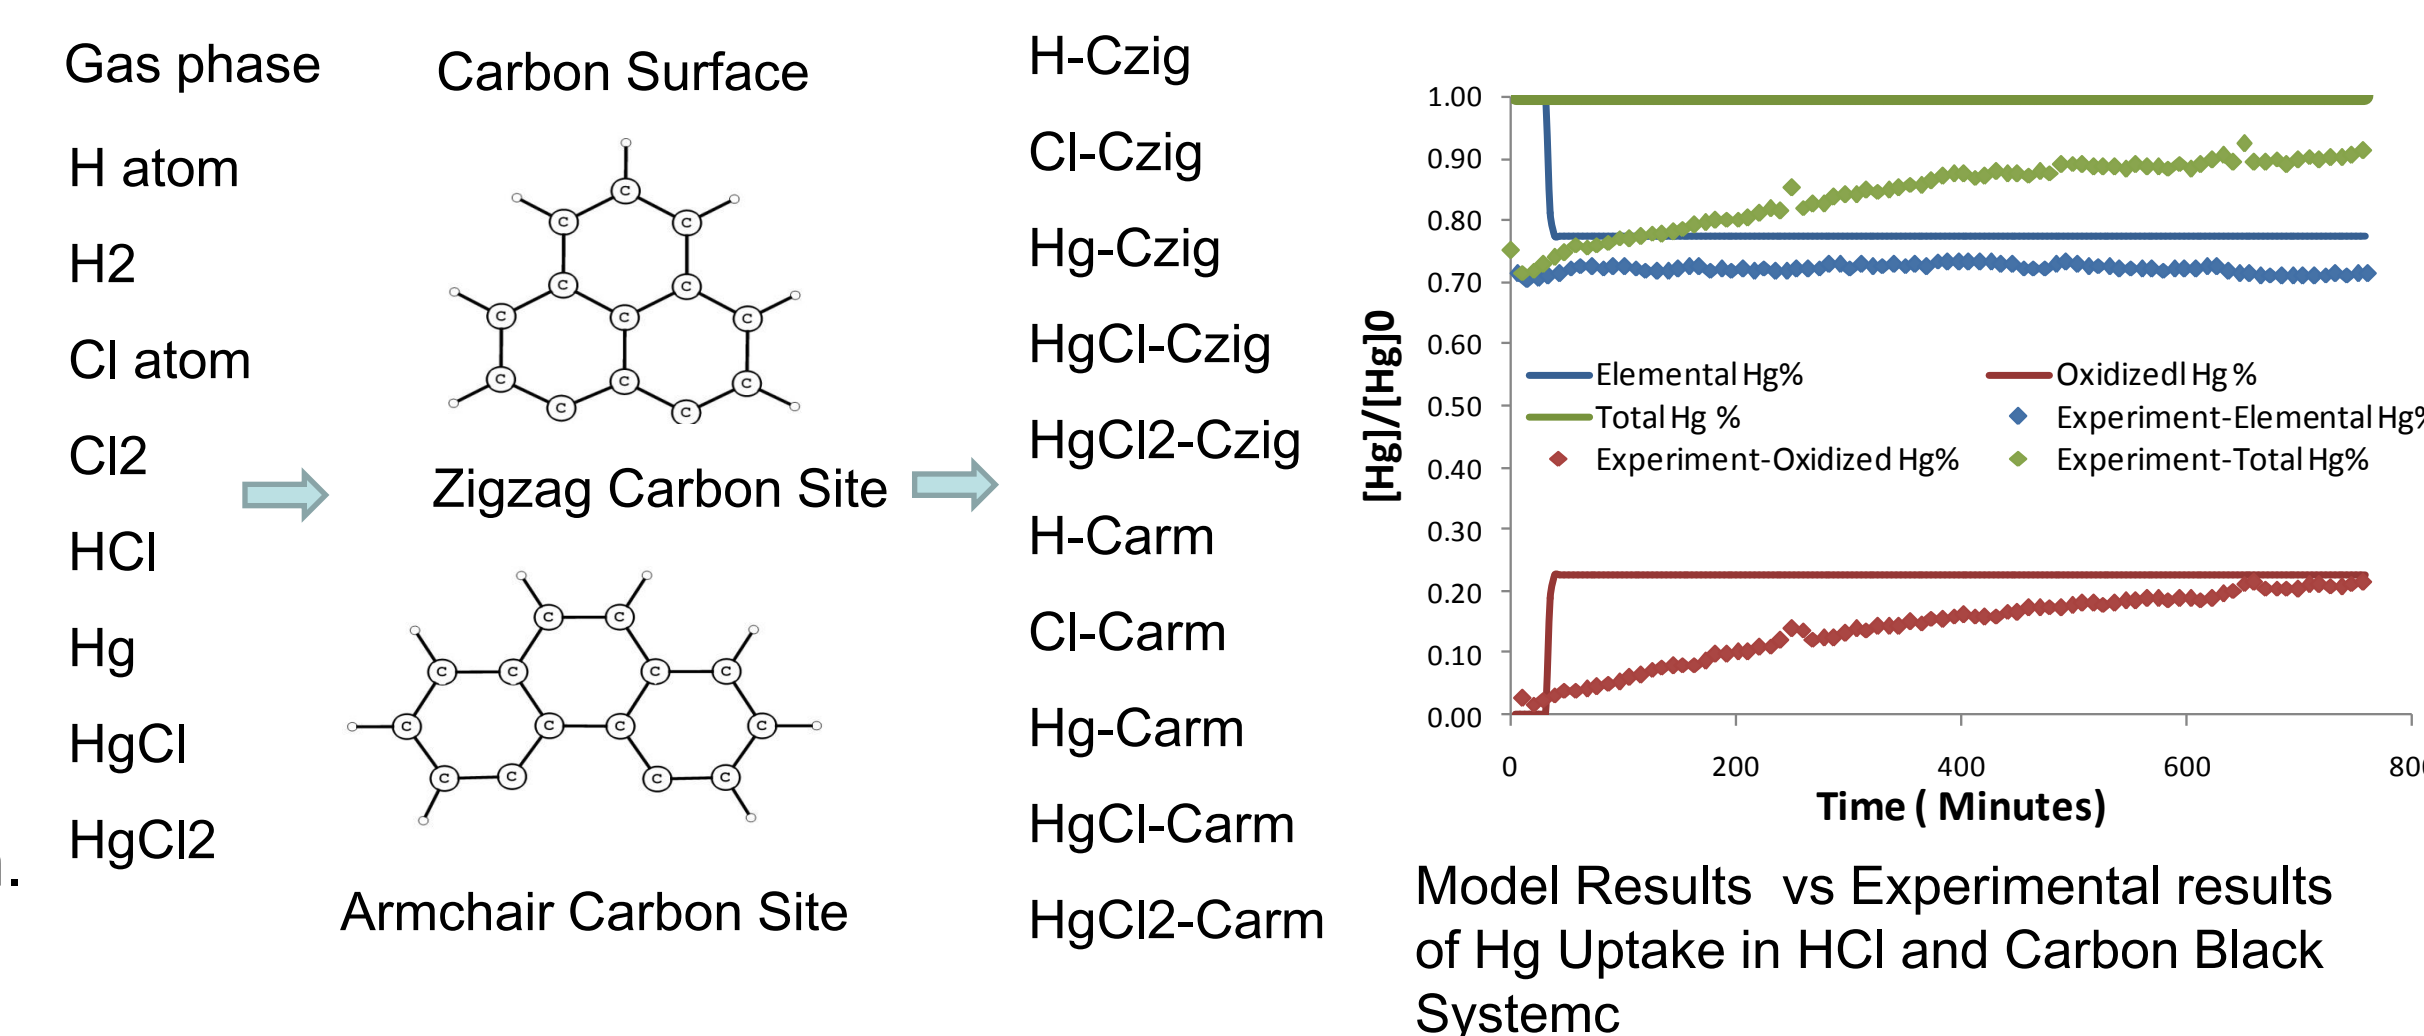 Gas phase
H atom
H2
Cl atom
Cl2
HCl
Hg
HgCl
HgCl2
Carbon Surface
C
C
C
C
C
C
C
C
C
C
C
C
C
Zigzag Carbon Site
C
C
C
C
C
C
C
C
C
C
C
C
C
C
Armchair Carbon Site
H-Czig
Cl-Czig
Hg-Czig
HgCl-Czig
HgCl2-Czig
H-Carm
Cl-Carm
Hg-Carm
HgCl-Carm
HgCl2-Carm
[Hg]/[Hg]0
1.00
0.90
0.80
0.70
0.60
0.50
0.40
0.30
0.20
0.10
0.00
Elemental Hg%
Oxidizedl Hg %
Total Hg %
Experiment-Elemental Hg%
Experiment-Oxidized Hg%
Experiment-Total Hg%
0 200 400 600 800
Time ( Minutes)
Model Results vs Experimental results
of Hg Uptake in HCl and Carbon Black
Systemc